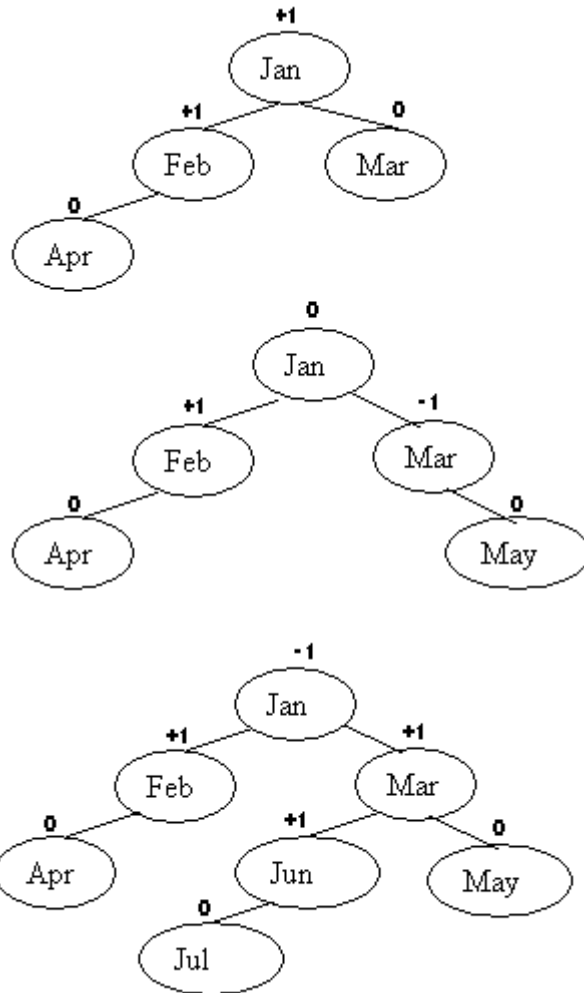 +1
Jan
+1 0
Feb Mar
0
Apr
0
Jan
+1 -1
Feb Mar
0 0
Apr May
-1
Jan
+1 +1
Feb Mar
0 +1 0
Apr Jun May
0
Jul